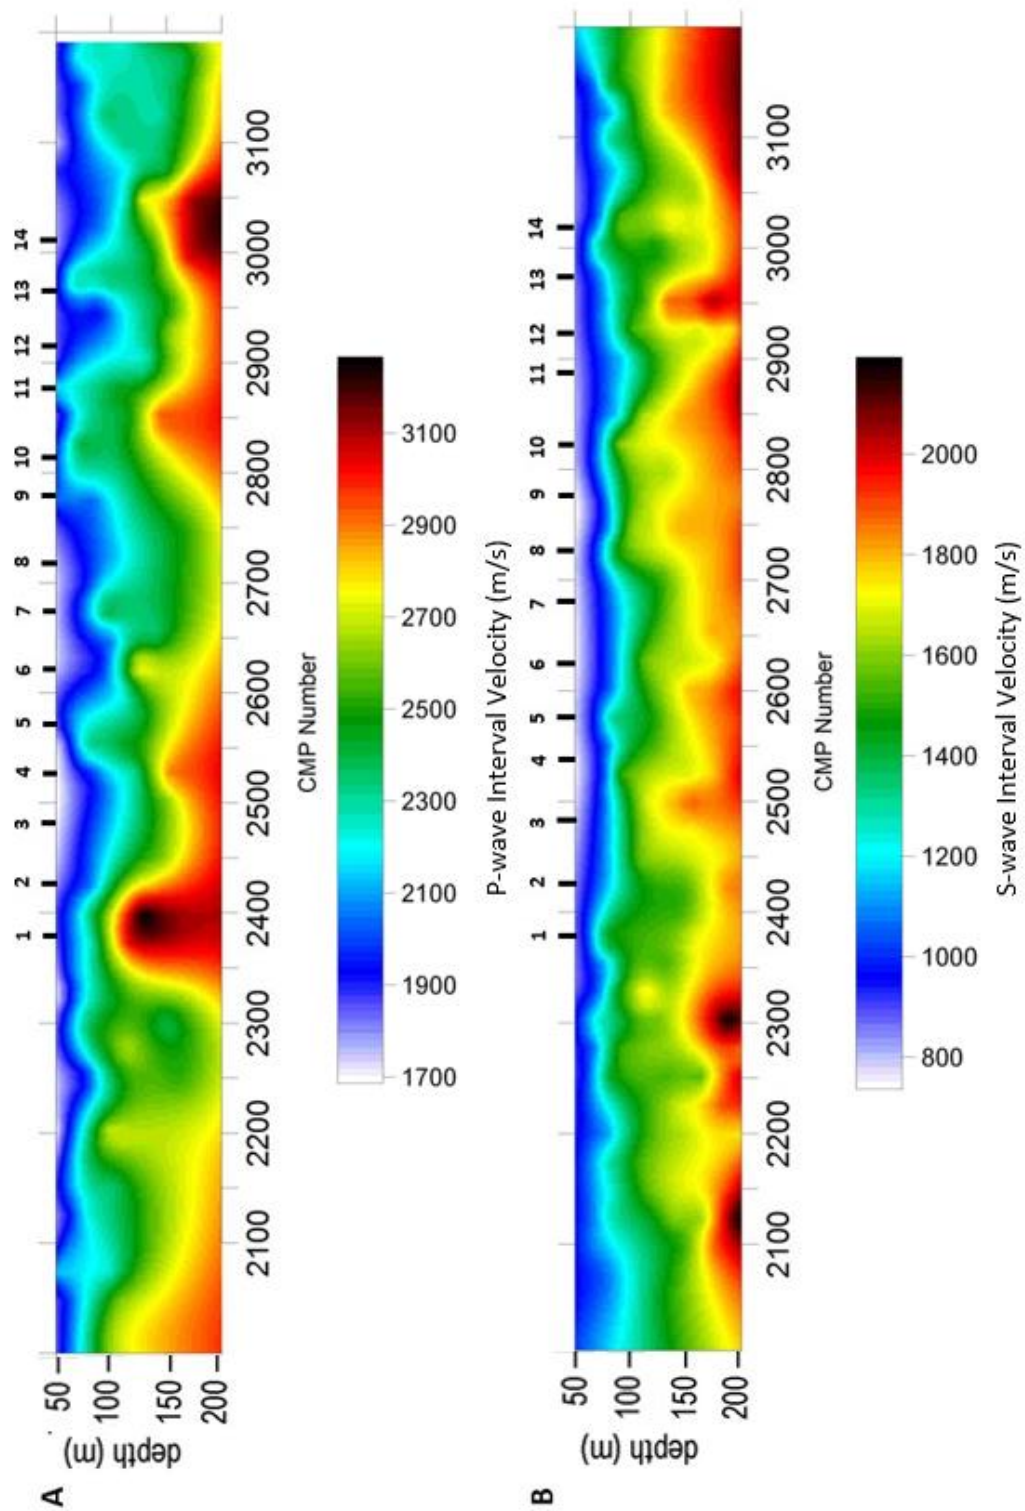 A
depth (m)
50
100
150
200
1 2 3 4 5 6 7 8 9 10 11 12 13 14
2100 2200 2300 2400 2500 2600 2700 2800 2900 3000 3100
CMP Number
1700 1900 2100 2300 2500 2700 2900 3100
P-wave Interval Velocity (m/s)
B
depth (m)
50
100
150
200
1 2 3 4 5 6 7 8 9 10 11 12 13 14
2100 2200 2300 2400 2500 2600 2700 2800 2900 3000 3100
CMP Number
800 1000 1200 1400 1600 1800 2000
S-wave Interval Velocity (m/s)